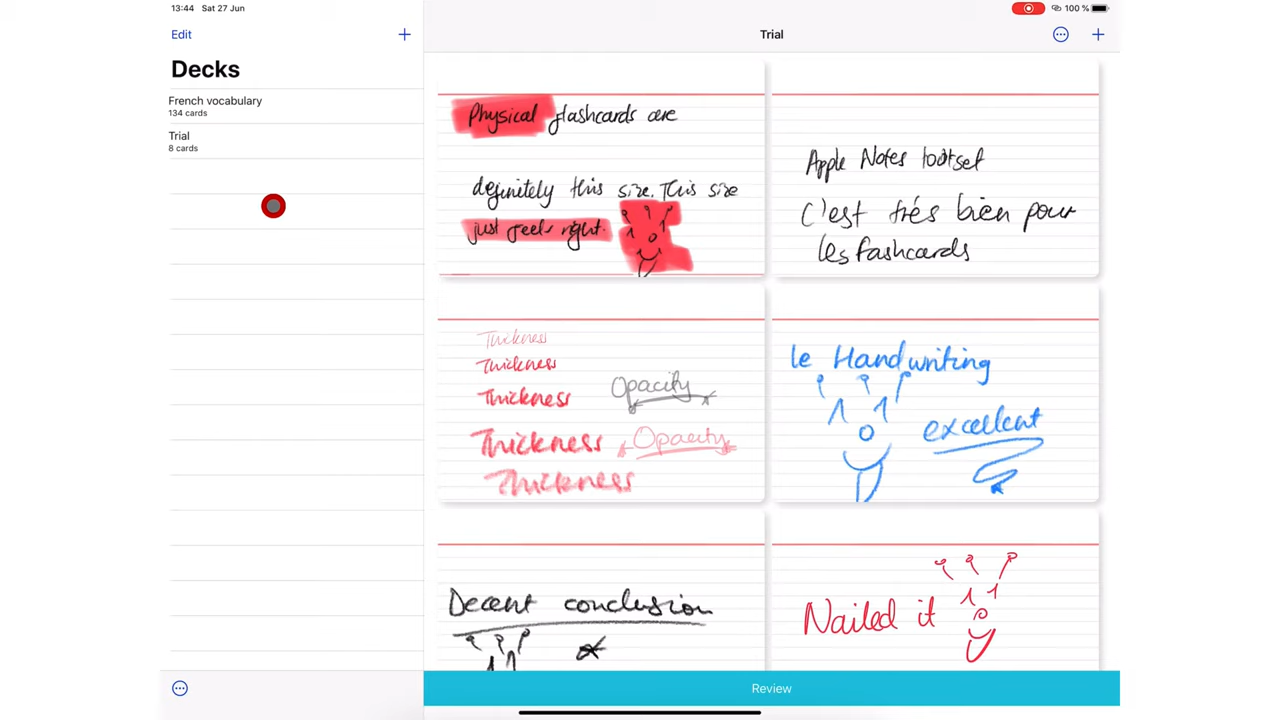 13:44 Sat 27 Jun
100 %
Edit
Decks
French vocabulary
134 cards
Trial
8 cards
Trial
Physical flashcards are
definitely this size. This size
just feels right.
Apple Notes toolset
C'est trés bien pour
les fashcards
Thickness
Thickness
Thickness
Opacity
Thickness
Opacity
Thickness
le Handwriting
excellent
Decent conclusion
Nailed it
Review